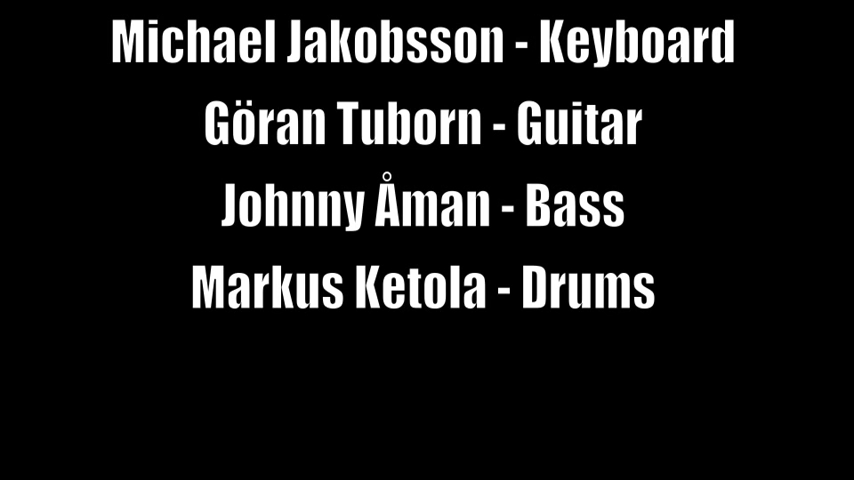 Michael Jakobsson - Keyboard
Göran Tuborn - Guitar
Johnny Åman - Bass
Markus Ketola - Drums